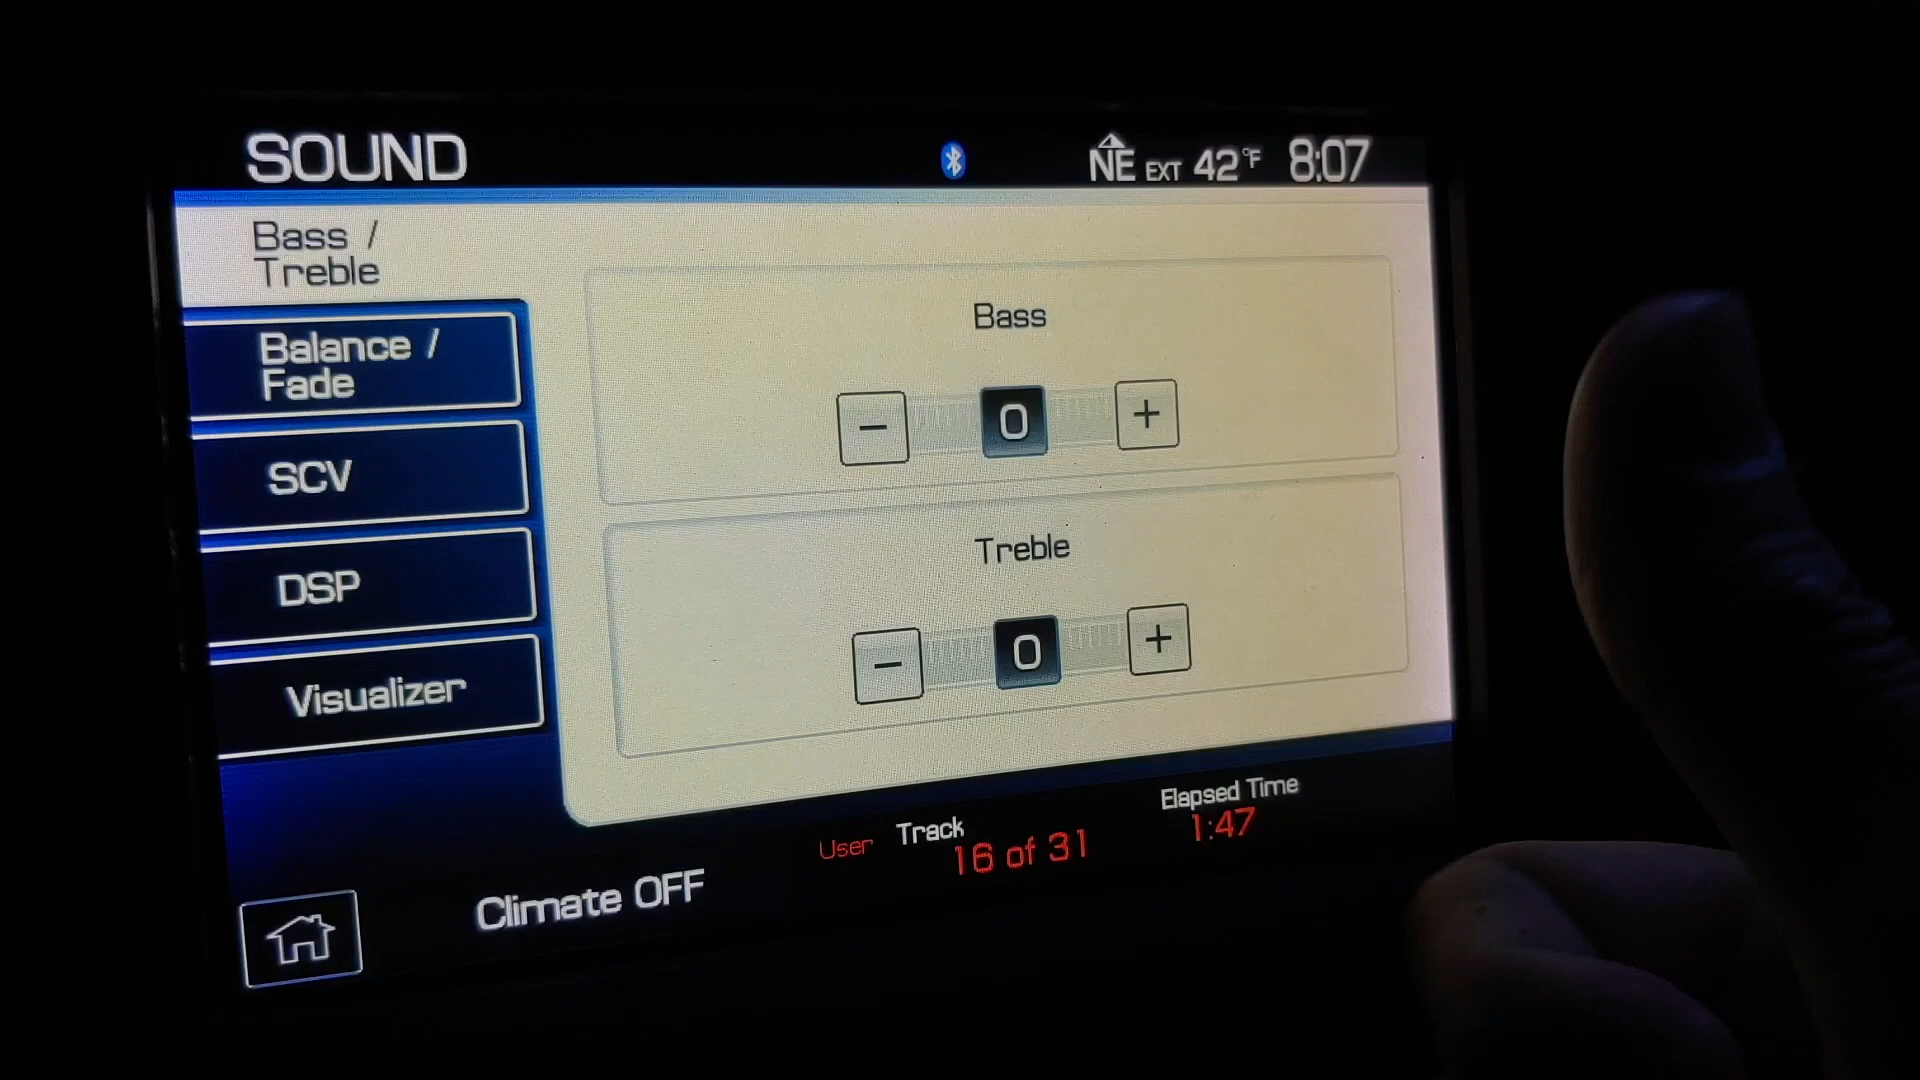 SOUND
NE EXT 42°F 8:07
Bass /
Treble
Balance /
Fade
SCV
DSP
Visualizer
Bass
− 0 +
Treble
− 0 +
User Track
16 of 31
Elapsed Time
1:47
Climate OFF